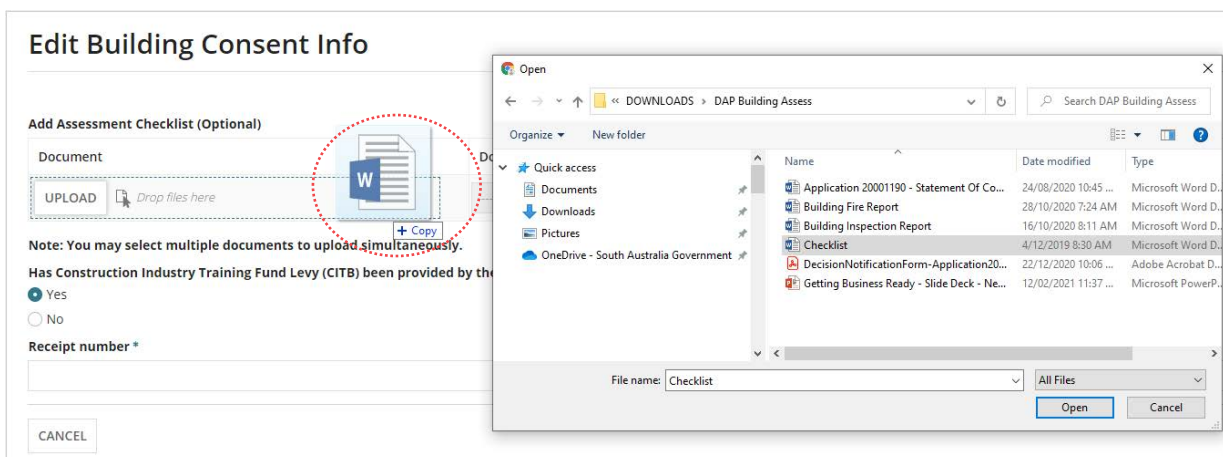 Edit Building Consent Info
Add Assessment Checklist (Optional)
Document
Do
UPLOAD
Drop files here
W
+ Copy
Note: You may select multiple documents to upload simultaneously.
Has Construction Industry Training Fund Levy (CITB) been provided by the
Yes
No
Receipt number *
CANCEL
Open
« DOWNLOADS > DAP Building Assess
Search DAP Building Assess
Organize
New folder
Quick access
Documents
Downloads
Pictures
OneDrive - South Australia Government
Name Date modified Type
Application 20001190 - Statement Of Co... 24/08/2020 10:45 ... Microsoft Word D...
Building Fire Report 28/10/2020 7:24 AM Microsoft Word D...
Building Inspection Report 16/10/2020 8:11 AM Microsoft Word D...
Checklist 4/12/2019 8:30 AM Microsoft Word D...
DecisionNotificationForm-Application20... 22/12/2020 10:06 ... Adobe Acrobat D...
Getting Business Ready - Slide Deck - Ne... 12/02/2021 11:37 ... Microsoft PowerP...
File name: Checklist
All Files
Open
Cancel